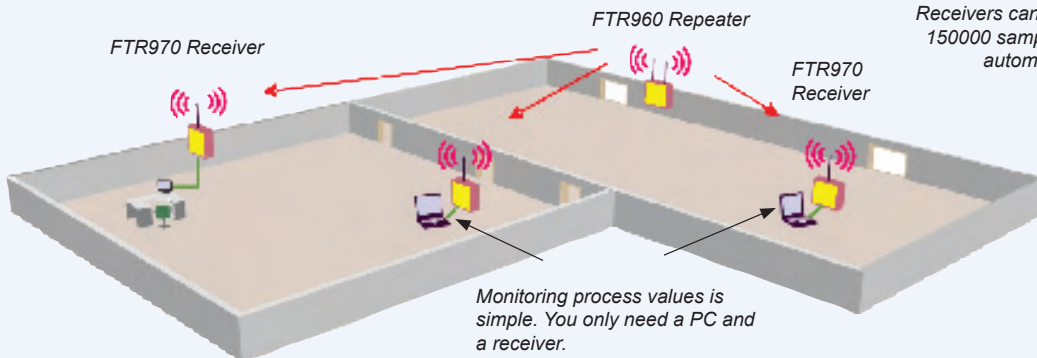 FTR960 Repeater
Receivers can
150000 samp
autom
FTR970 Receiver
FTR970
Receiver
Monitoring process values is
simple. You only need a PC and
a receiver.